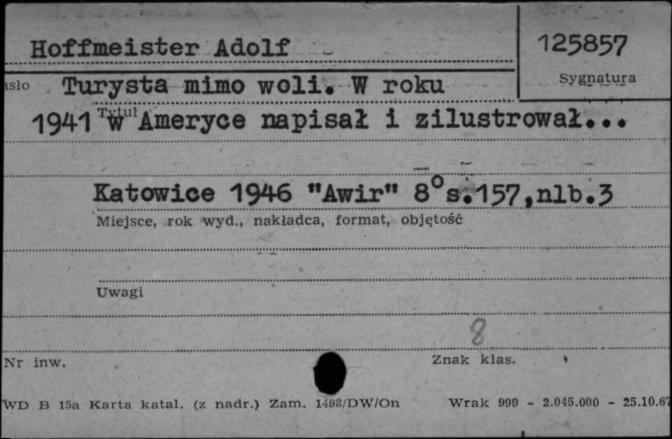 Hoffmeister Adolf
125857
Sygnatura
asło Turysta mimo woli. W roku
Tytuł
1941 W Ameryce napisał i zilustrował...
Katowice 1946 "Awir" 8° s.157,nlb.3
Miejsce, rok wyd., nakładca, format, objętość
Uwagi
8
Nr inw.
Znak klas.
WD B 15a Karta katal. (z nadr.) Zam. 1493/DW/On Wrak 999 - 2.045.000 - 25.10.67